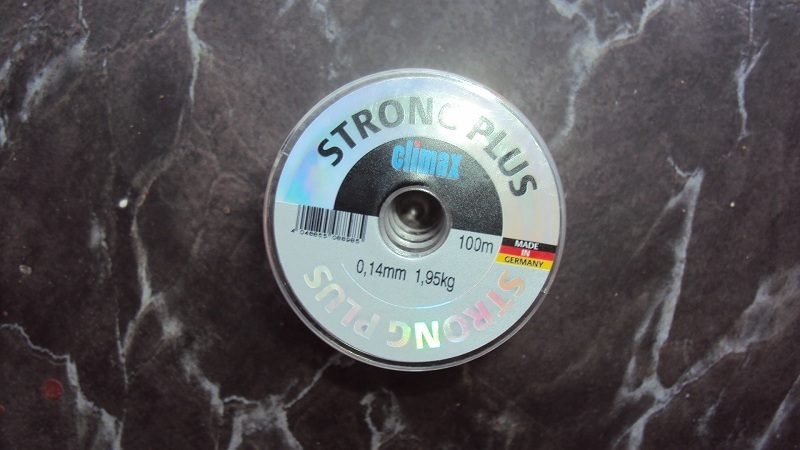 STRONG PLUS
climax
100m
MADE
IN
GERMANY
0,14mm 1,95kg
STRONG PLUS